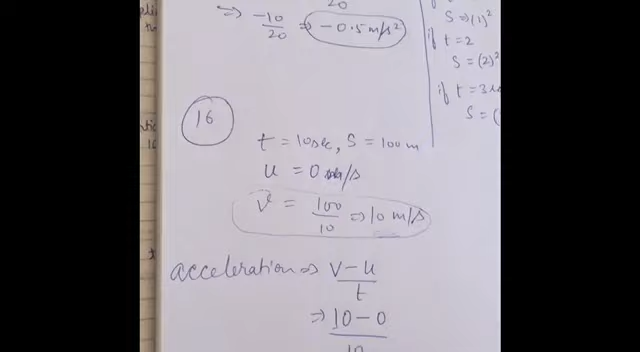 20
⇒ -10/20 ⇒ -0.5 m/s²
S ⇒ (1)²
if t = 2
S = (2)²
if t = 3
S = (
16
t = 10sec, S = 100m
u = 0 m/s
v = 100/10 ⇒ 10 m/s
acceleration ⇒ v-u/t
⇒ 10-0/10